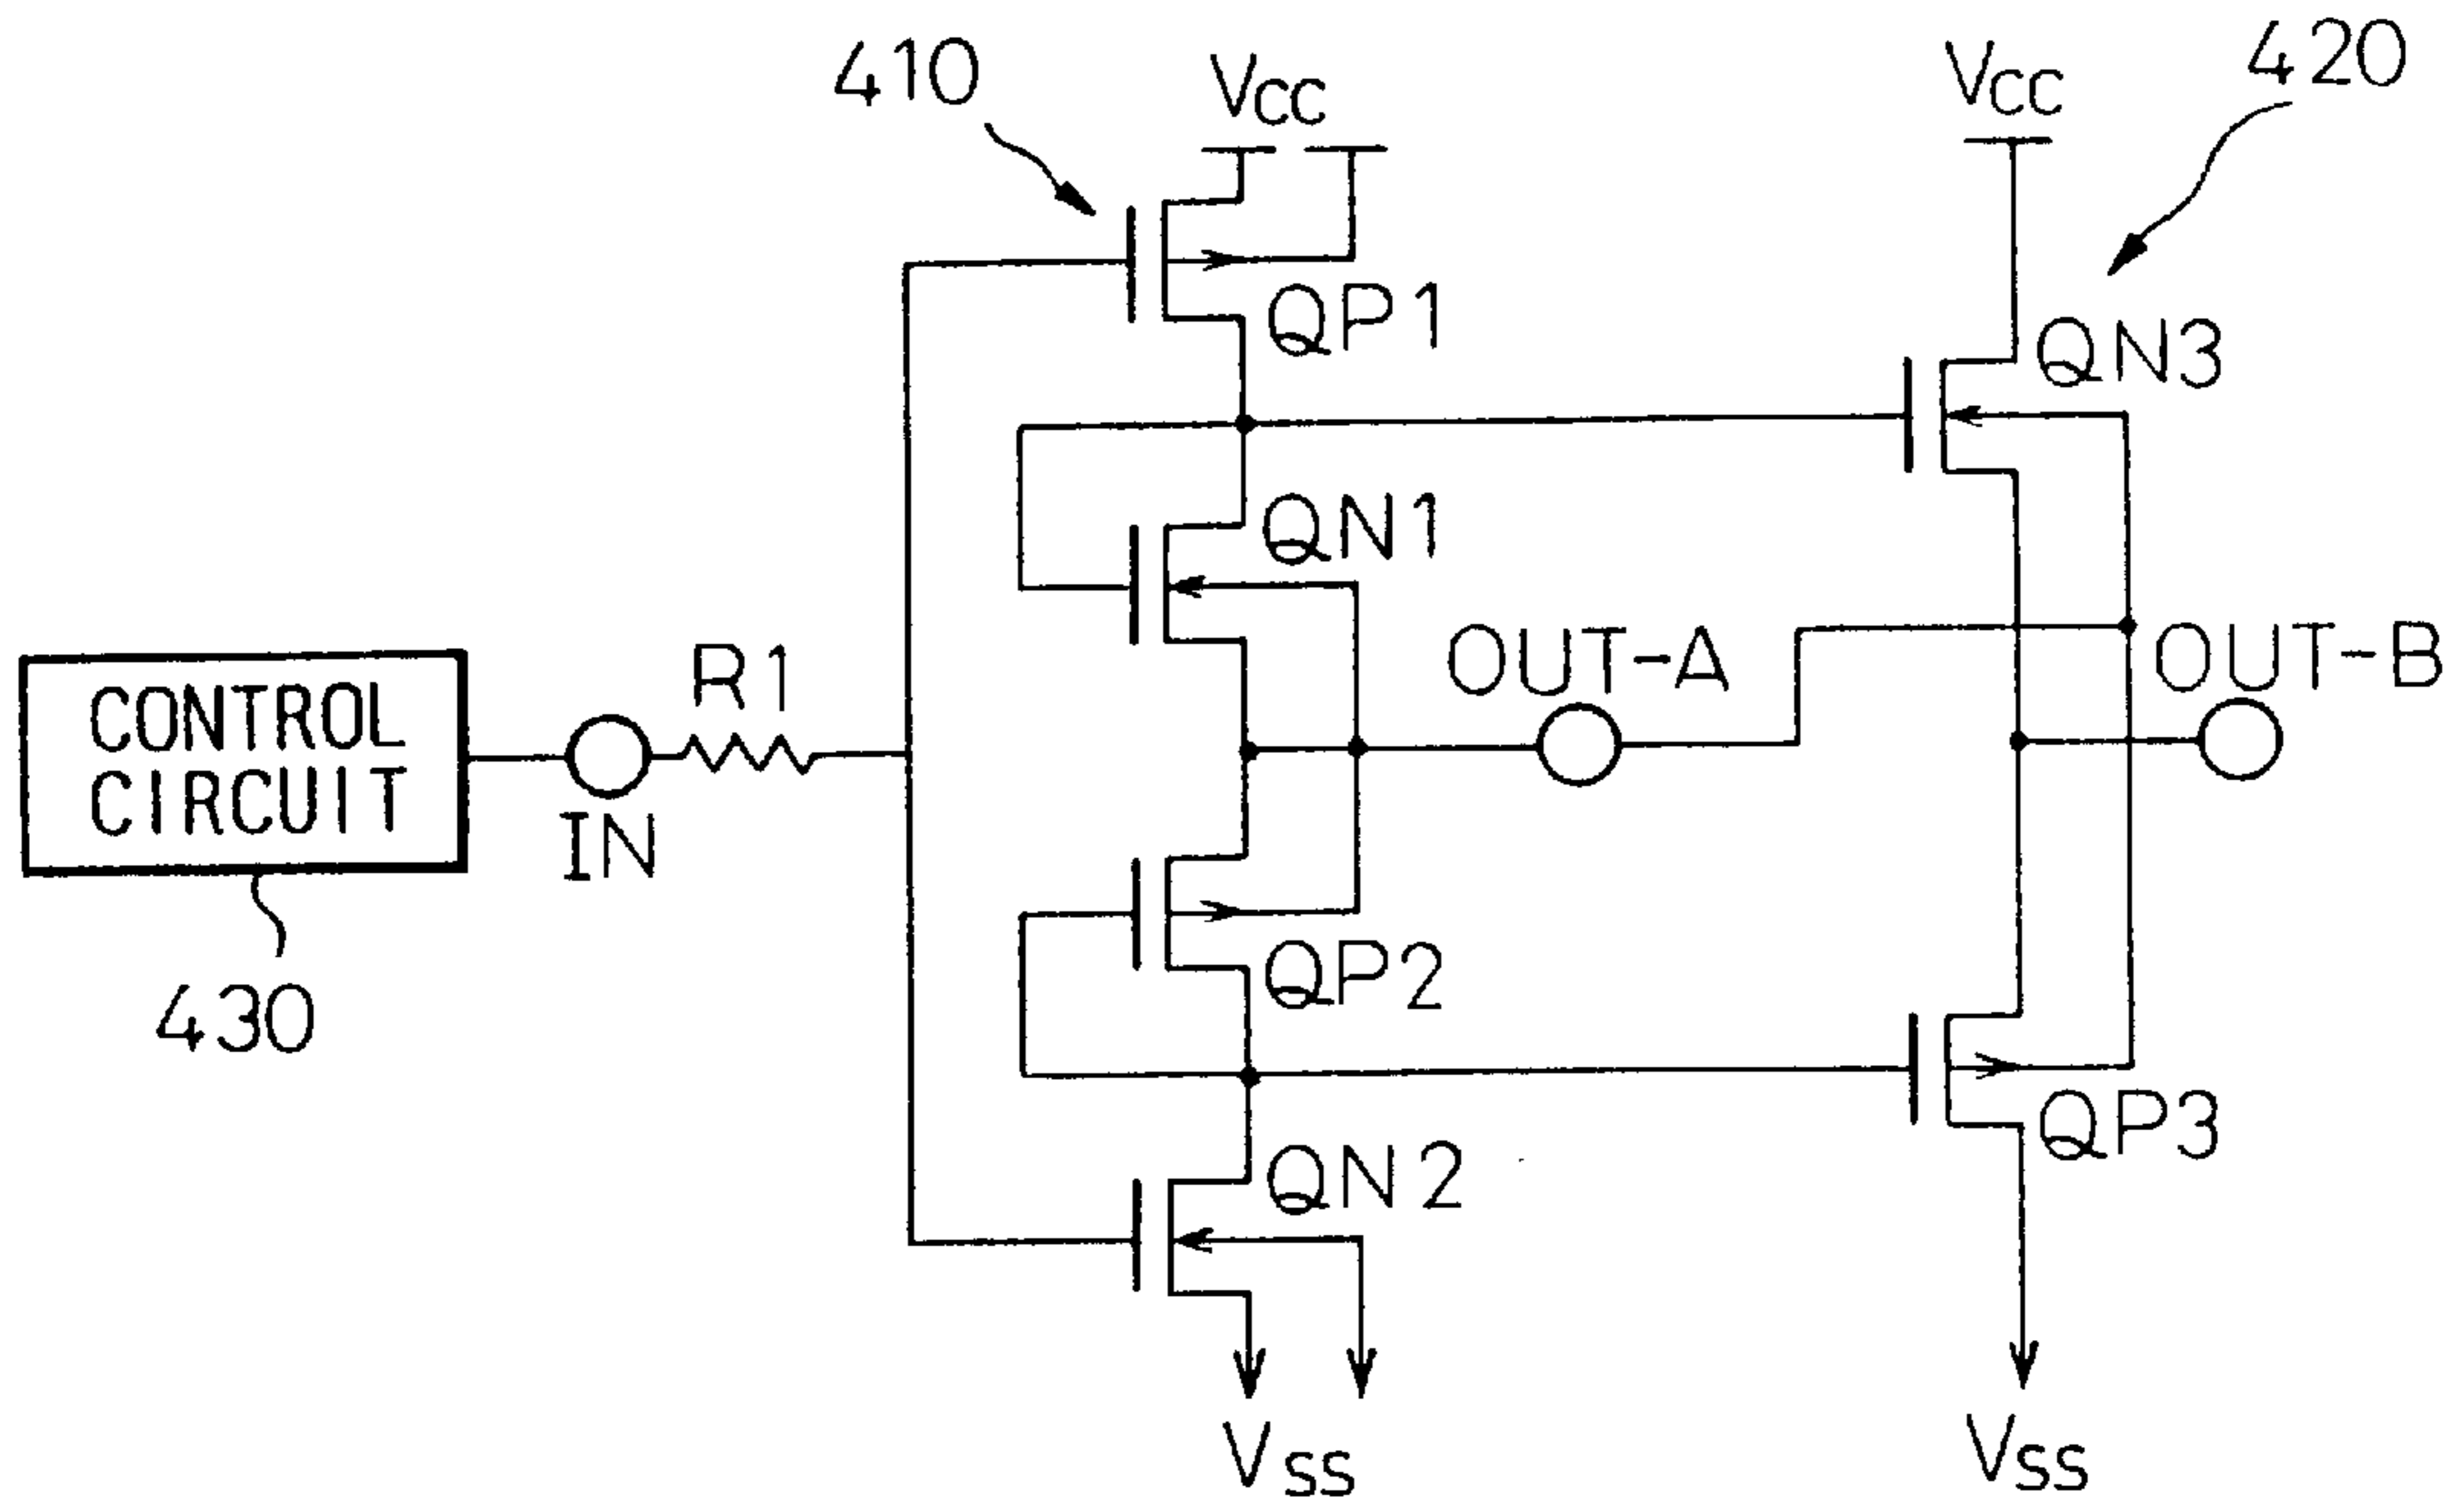 410
VCC
VCC
420
QP1
QN3
QN1
R1
OUT-A
OUT-B
CONTROL
CIRCUIT
IN
430
QP2
QP3
QN2
VSS
VSS